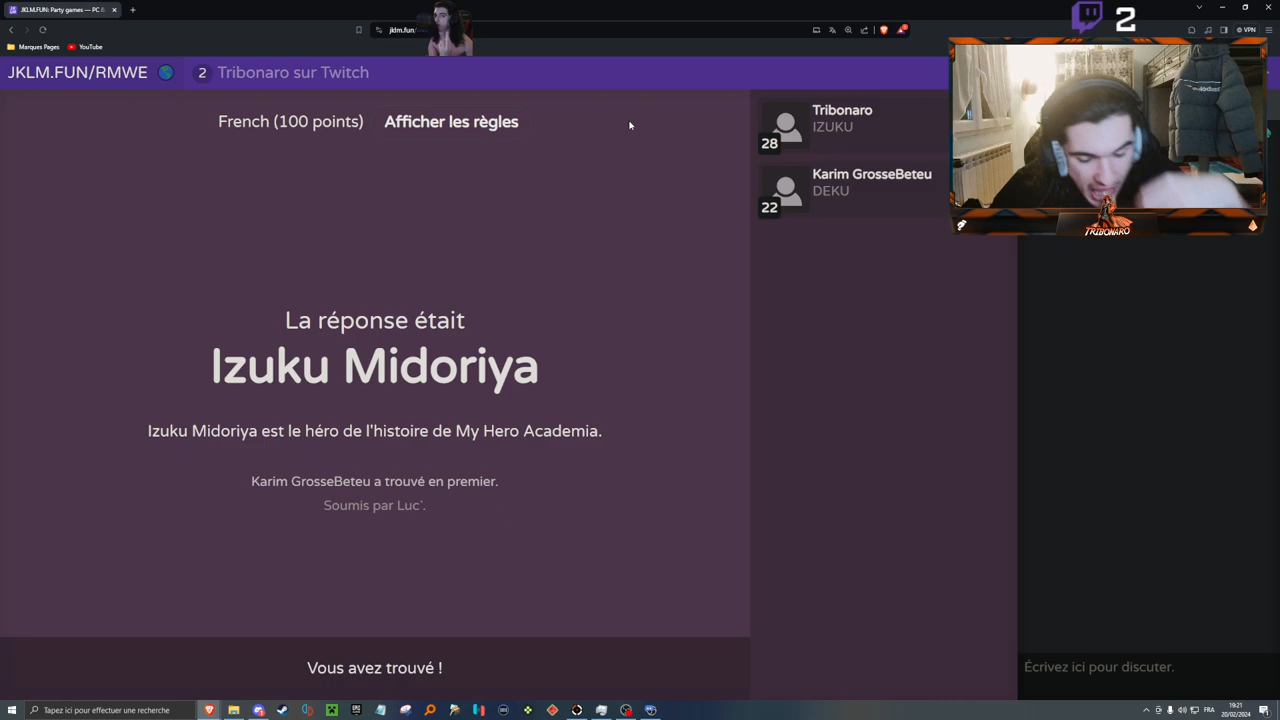 JKLM.FUN: Party games — PC &
2
jklm.fun/
VPN
Marques Pages
YouTube
JKLM.FUN/RMWE
2
Tribonaro sur Twitch
French (100 points)
Afficher les règles
Tribonaro
IZUKU
28
Karim GrosseBeteu
DEKU
22
TRIBONARO
La réponse était
Izuku Midoriya
Izuku Midoriya est le héro de l'histoire de My Hero Academia.
Karim GrosseBeteu a trouvé en premier.
Soumis par Luc`.
Vous avez trouvé !
Écrivez ici pour discuter.
Tapez ici pour effectuer une recherche
FRA
19:21
20/02/2024